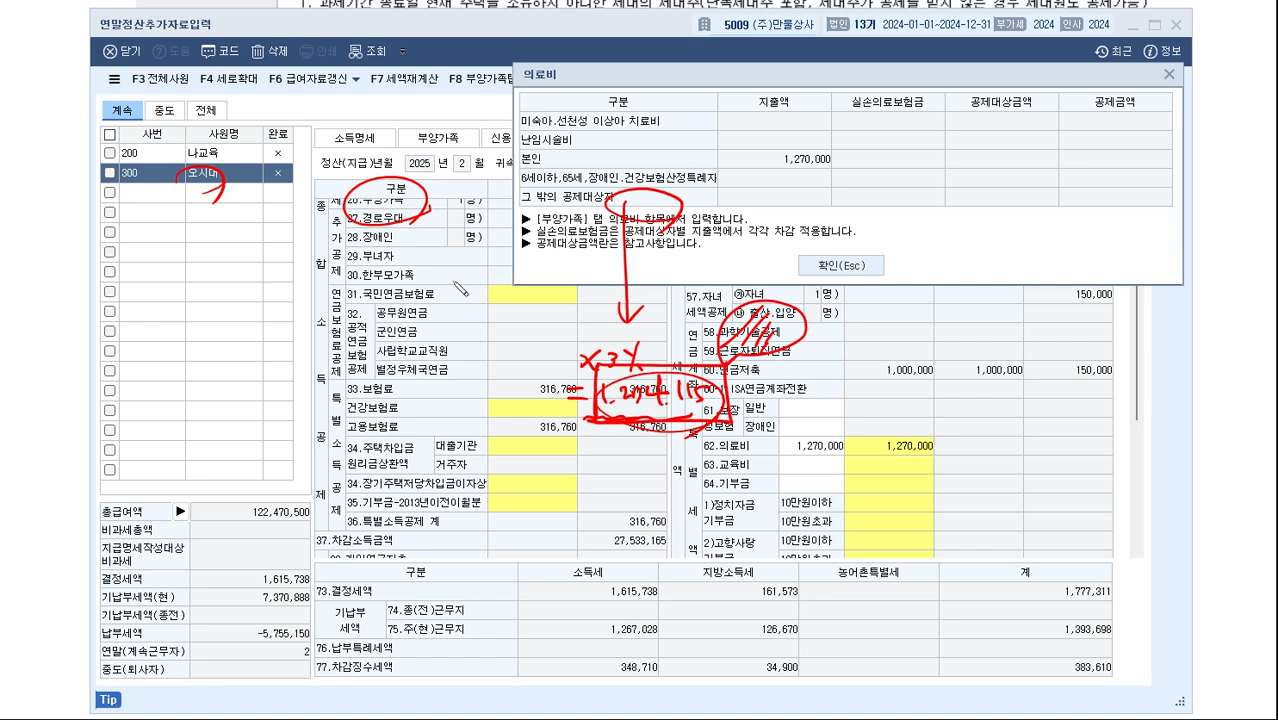 1. 과세기간 종료일 현재 주택을 소유하지 아니한 세대의 세대주(단독세대주 포함, 세대주가 공제를 받지 않는 경우 세대원도 공제가능)
연말정산추가자료입력 5009 (주)만물상사 법인 13기 2024-01-01~2024-12-31 부가세 2024 인사 2024
닫기 도움 코드 삭제 인쇄 조회 최근 정보
F3 전체사원 F4 세로확대 F6 급여자료갱신 F7 세액재계산 F8 부양가족탭
의료비
구분 지출액 실손의료보험금 공제대상금액 공제금액
미숙아.선천성 이상아 치료비
난임시술비
본인 1,270,000
6세이하,65세,장애인.건강보험산정특례자
그 밖의 공제대상자
▶ [부양가족] 탭 의료비 항목에서 입력합니다.
▶ 실손의료보험금은 공제대상자별 지출액에서 각각 차감 적용합니다.
▶ 공제대상금액란은 참고사항입니다.
확인(Esc)
계속 중도 전체
사번 사원명 완료
200 나교육 ×
300 오시대 ×
소득명세 부양가족 신용
정산(지급)년월 2025 년 2 월 귀속
구분
27.경로우대 명)
28.장애인 명)
29.부녀자
30.한부모가족
31.국민연금보험료
32. 공무원연금
공적 군인연금
연금 사립학교교직원
보험 별정우체국연금
공제
33.보험료 316,760 316,760
건강보험료
고용보험료 316,760 316,760
34.주택차입금 대출기관
원리금상환액 거주자
34.장기주택저당차입금이자상
35.기부금-2013년이전이월분
36.특별소득공제 계 316,760
37.차감소득금액 27,533,165
×3%
= 1,204,115
57.자녀 ㉮자녀 1 명) 150,000
세액공제 ㉯ 출산.입양 명)
58.과학기술공제
59.근로자퇴직연금
60.연금저축 1,000,000 1,000,000 150,000
60-1.ISA연금계좌전환
61.보장 일반
성보험 장애인
62.의료비 1,270,000 1,270,000
63.교육비
64.기부금
1)정치자금 10만원이하
기부금 10만원초과
2)고향사랑 10만원이하
총급여액 ▶ 122,470,500
비과세총액
지급명세작성대상
비과세
결정세액 1,615,738
기납부세액(현) 7,370,888
기납부세액(종전)
납부세액 -5,755,150
연말(계속근무자) 2
중도(퇴사자)
구분 소득세 지방소득세 농어촌특별세 계
73.결정세액 1,615,738 161,573 1,777,311
기납부 74.종(전)근무지
세액 75.주(현)근무지 1,267,028 126,670 1,393,698
76.납부특례세액
77.차감징수세액 348,710 34,900 383,610
Tip